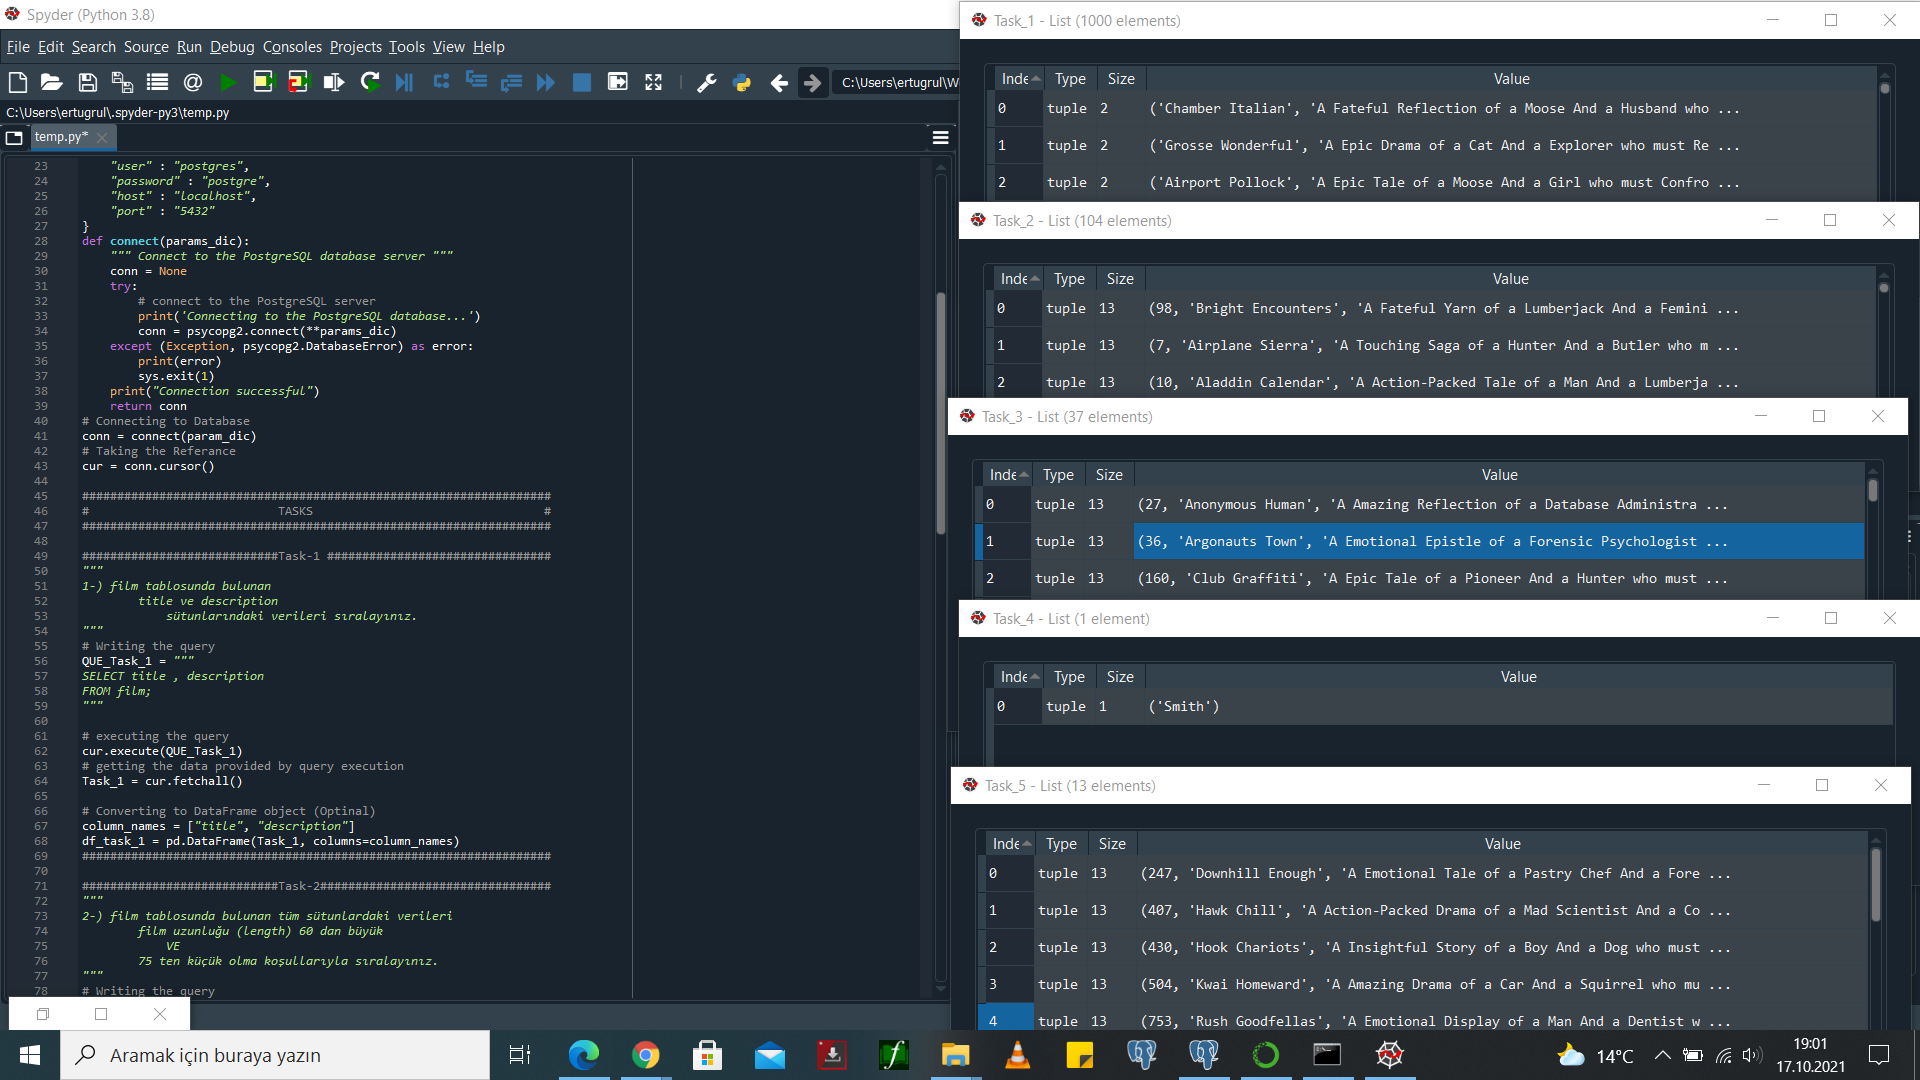 Spyder (Python 3.8)
File Edit Search Source Run Debug Consoles Projects Tools View Help
C:\Users\ertugrul\W
C:\Users\ertugrul\.spyder-py3\temp.py
temp.py*
23 "user" : "postgres",
24 "password" : "postgre",
25 "host" : "localhost",
26 "port" : "5432"
27 }
28 def connect(params_dic):
29 """ Connect to the PostgreSQL database server """
30 conn = None
31 try:
32 # connect to the PostgreSQL server
33 print('Connecting to the PostgreSQL database...')
34 conn = psycopg2.connect(**params_dic)
35 except (Exception, psycopg2.DatabaseError) as error:
36 print(error)
37 sys.exit(1)
38 print("Connection successful")
39 return conn
40 # Connecting to Database
41 conn = connect(param_dic)
42 # Taking the Referance
43 cur = conn.cursor()
44
45 ###################################################################
46 # TASKS #
47 ###################################################################
48
49 ############################Task-1 ################################
50 """
51 1-) film tablosunda bulunan
52 title ve description
53 sütunlarındaki verileri sıralayınız.
54 """
55 # Writing the query
56 QUE_Task_1 = """
57 SELECT title , description
58 FROM film;
59 """
60
61 # executing the query
62 cur.execute(QUE_Task_1)
63 # getting the data provided by query execution
64 Task_1 = cur.fetchall()
65
66 # Converting to DataFrame object (Optinal)
67 column_names = ["title", "description"]
68 df_task_1 = pd.DataFrame(Task_1, columns=column_names)
69 ###################################################################
70
71 ############################Task-2#################################
72 """
73 2-) film tablosunda bulunan tüm sütunlardaki verileri
74 film uzunluğu (length) 60 dan büyük
75 VE
76 75 ten küçük olma koşullarıyla sıralayınız.
77 """
78 # Writing the query
Task_1 - List (1000 elements)
Inde Type Size Value
0 tuple 2 ('Chamber Italian', 'A Fateful Reflection of a Moose And a Husband who ...
1 tuple 2 ('Grosse Wonderful', 'A Epic Drama of a Cat And a Explorer who must Re ...
2 tuple 2 ('Airport Pollock', 'A Epic Tale of a Moose And a Girl who must Confro ...
Task_2 - List (104 elements)
Inde Type Size Value
0 tuple 13 (98, 'Bright Encounters', 'A Fateful Yarn of a Lumberjack And a Femini ...
1 tuple 13 (7, 'Airplane Sierra', 'A Touching Saga of a Hunter And a Butler who m ...
2 tuple 13 (10, 'Aladdin Calendar', 'A Action-Packed Tale of a Man And a Lumberja ...
Task_3 - List (37 elements)
Inde Type Size Value
0 tuple 13 (27, 'Anonymous Human', 'A Amazing Reflection of a Database Administra ...
1 tuple 13 (36, 'Argonauts Town', 'A Emotional Epistle of a Forensic Psychologist ...
2 tuple 13 (160, 'Club Graffiti', 'A Epic Tale of a Pioneer And a Hunter who must ...
Task_4 - List (1 element)
Inde Type Size Value
0 tuple 1 ('Smith')
Task_5 - List (13 elements)
Inde Type Size Value
0 tuple 13 (247, 'Downhill Enough', 'A Emotional Tale of a Pastry Chef And a Fore ...
1 tuple 13 (407, 'Hawk Chill', 'A Action-Packed Drama of a Mad Scientist And a Co ...
2 tuple 13 (430, 'Hook Chariots', 'A Insightful Story of a Boy And a Dog who must ...
3 tuple 13 (504, 'Kwai Homeward', 'A Amazing Drama of a Car And a Squirrel who mu ...
4 tuple 13 (753, 'Rush Goodfellas', 'A Emotional Display of a Man And a Dentist w ...
Aramak için buraya yazın
14°C
19:01
17.10.2021